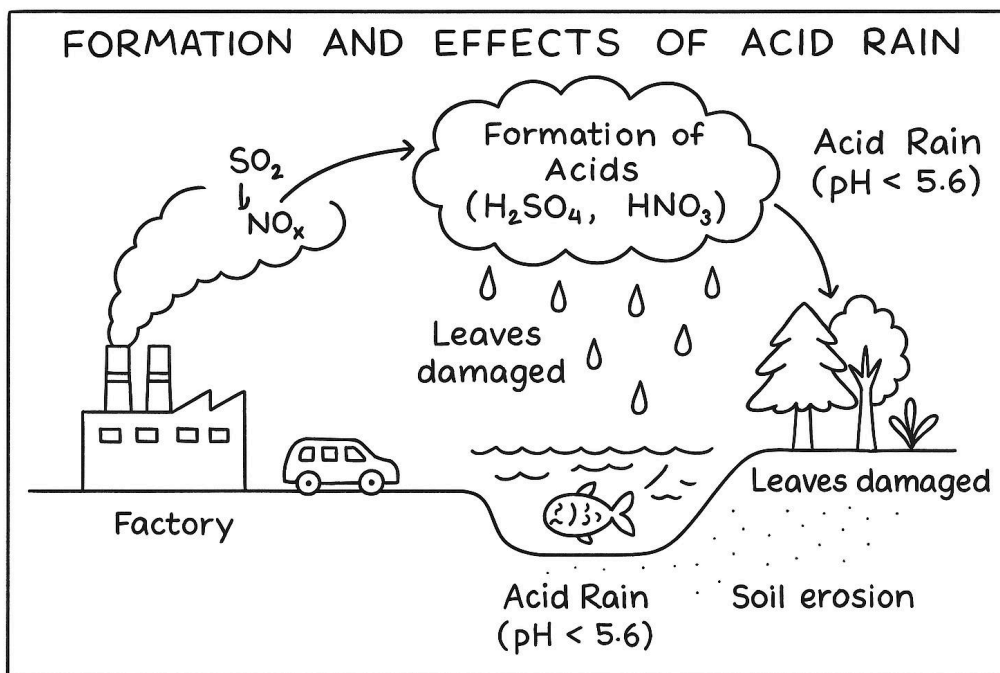 FORMATION AND EFFECTS OF ACID RAIN
SO₂
NOₓ
Formation of
Acids
(H₂SO₄, HNO₃)
Acid Rain
(pH < 5.6)
Leaves
damaged
Factory
Leaves damaged
Acid Rain
(pH < 5.6)
Soil erosion